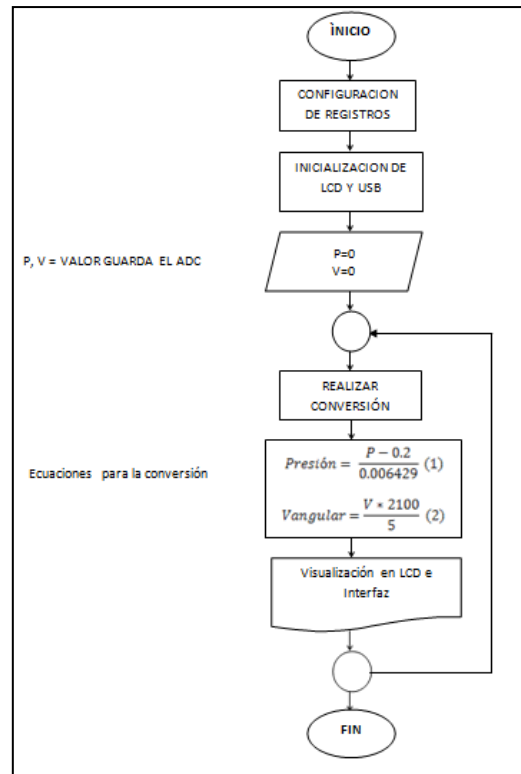 ÌNICIO
CONFIGURACION
DE REGISTROS
INICIALIZACION DE
LCD Y USB
P, V = VALOR GUARDA EL ADC
P=0
V=0
REALIZAR
CONVERSIÓN
Ecuaciones para la conversión
Presión = (P − 0.2)/0.006429 (1)
Vangular = (V * 2100)/5 (2)
Visualización en LCD e
Interfaz
FIN